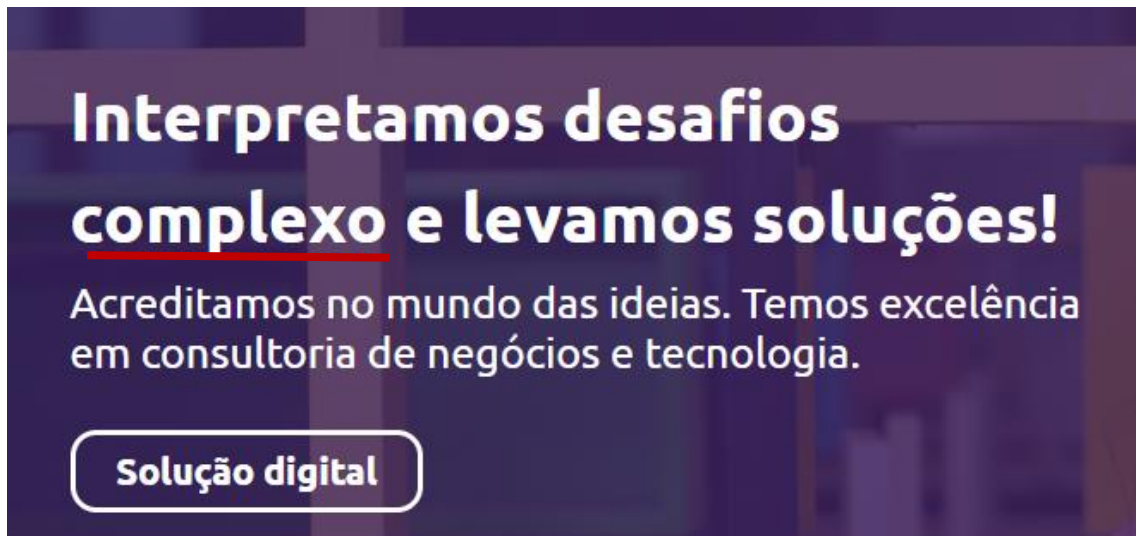 Interpretamos desafios
complexo e levamos soluções!
Acreditamos no mundo das ideias. Temos excelência
em consultoria de negócios e tecnologia.
Solução digital